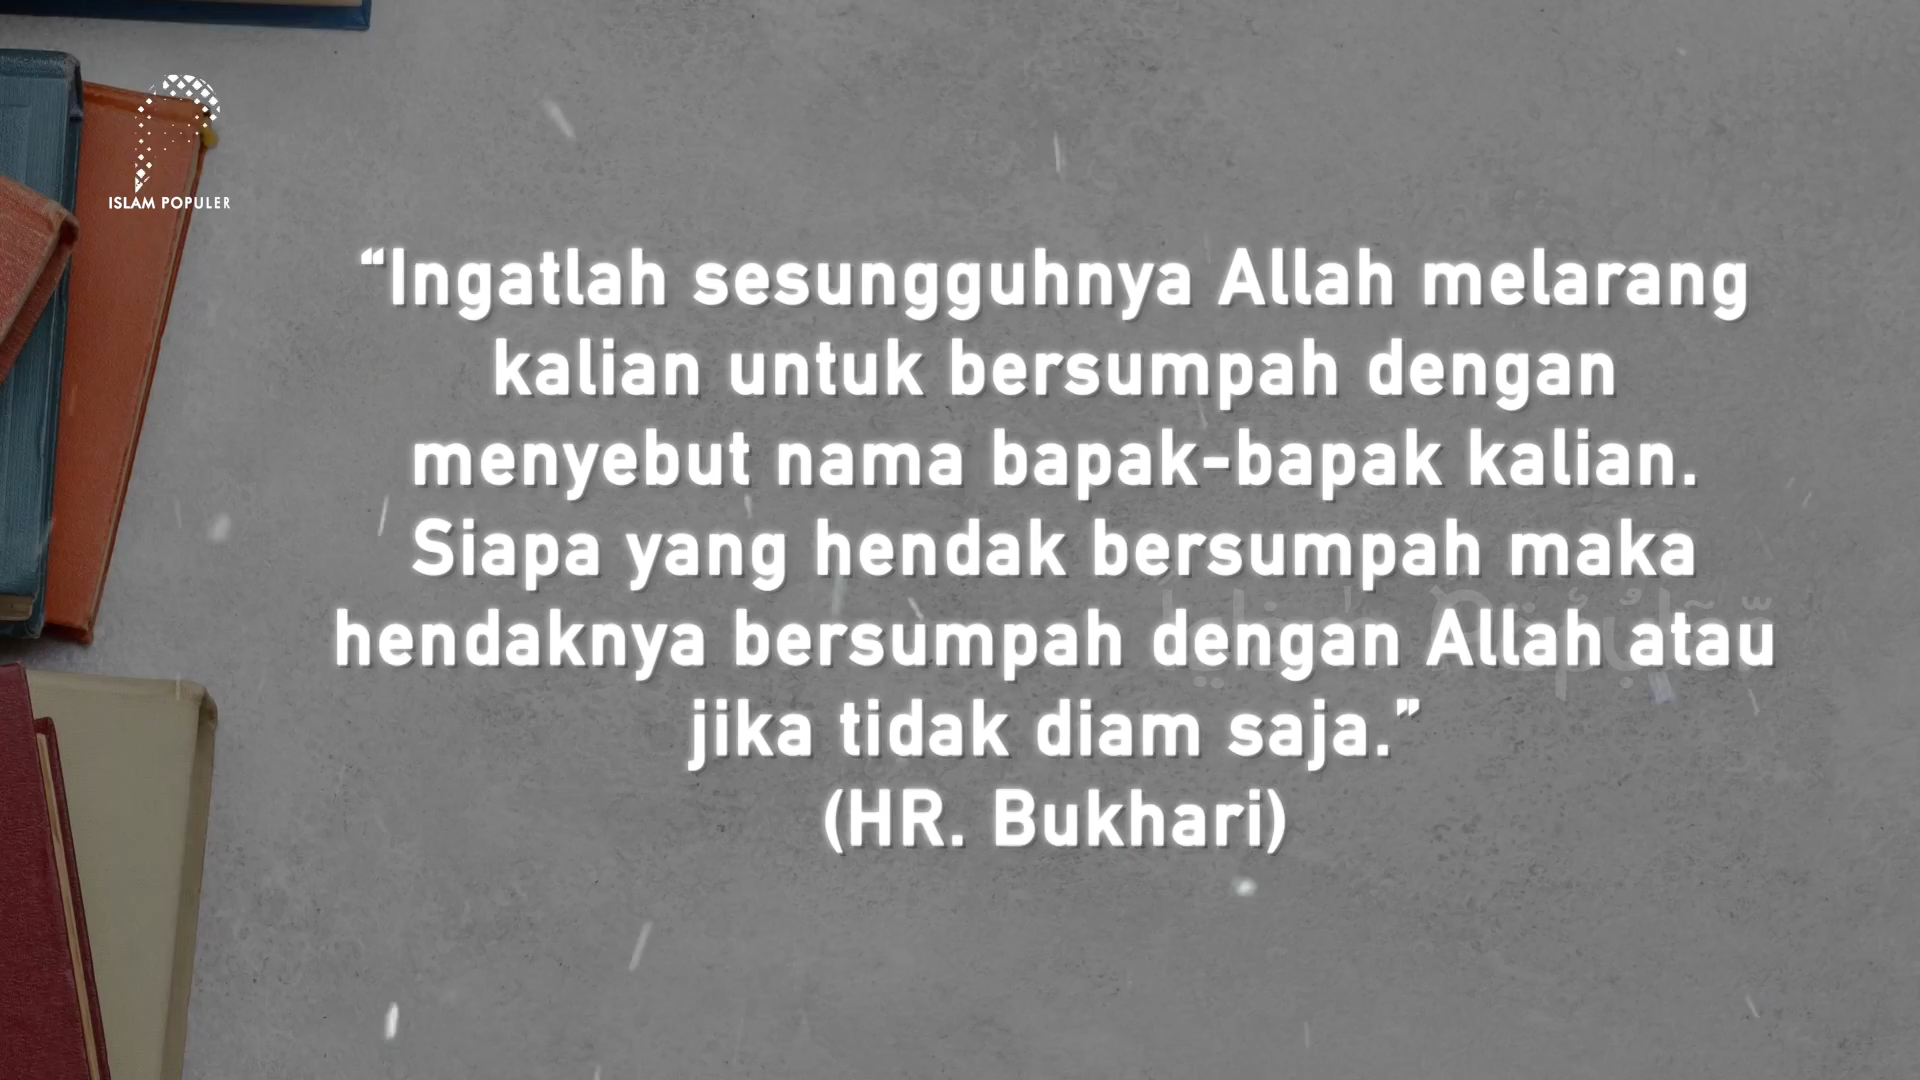 ISLAM POPULER
“Ingatlah sesungguhnya Allah melarang
kalian untuk bersumpah dengan
menyebut nama bapak-bapak kalian.
Siapa yang hendak bersumpah maka
hendaknya bersumpah dengan Allah atau
jika tidak diam saja.”
(HR. Bukhari)